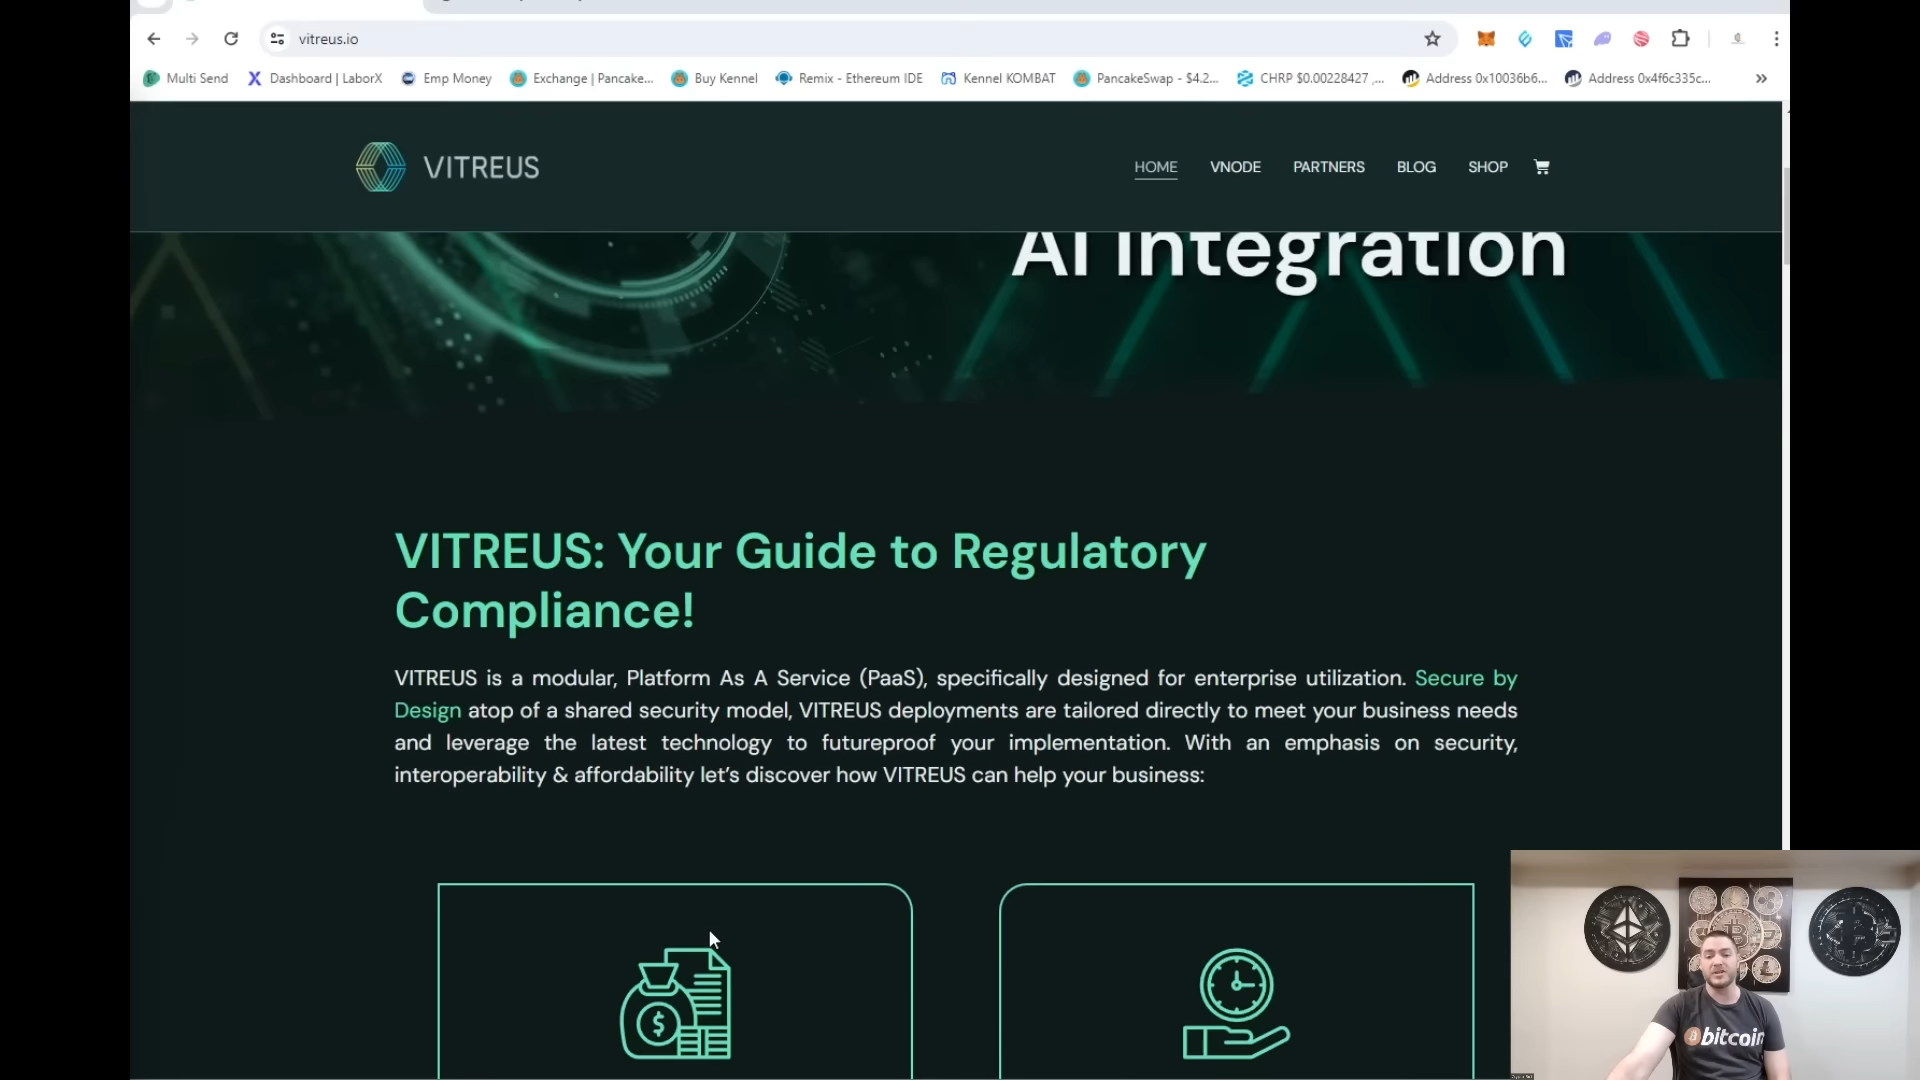 vitreus.io
Multi Send
Dashboard | LaborX
Emp Money
Exchange | Pancake...
Buy Kennel
Remix - Ethereum IDE
Kennel KOMBAT
PancakeSwap - $4.2...
CHRP $0.00228427 ,...
Address 0x10036b6...
Address 0x4f6c335c...
»
VITREUS
HOME
VNODE
PARTNERS
BLOG
SHOP
AI Integration
VITREUS: Your Guide to Regulatory
Compliance!
VITREUS is a modular, Platform As A Service (PaaS), specifically designed for enterprise utilization. Secure by
Design atop of a shared security model, VITREUS deployments are tailored directly to meet your business needs
and leverage the latest technology to futureproof your implementation. With an emphasis on security,
interoperability & affordability let’s discover how VITREUS can help your business:
$
bitcoin